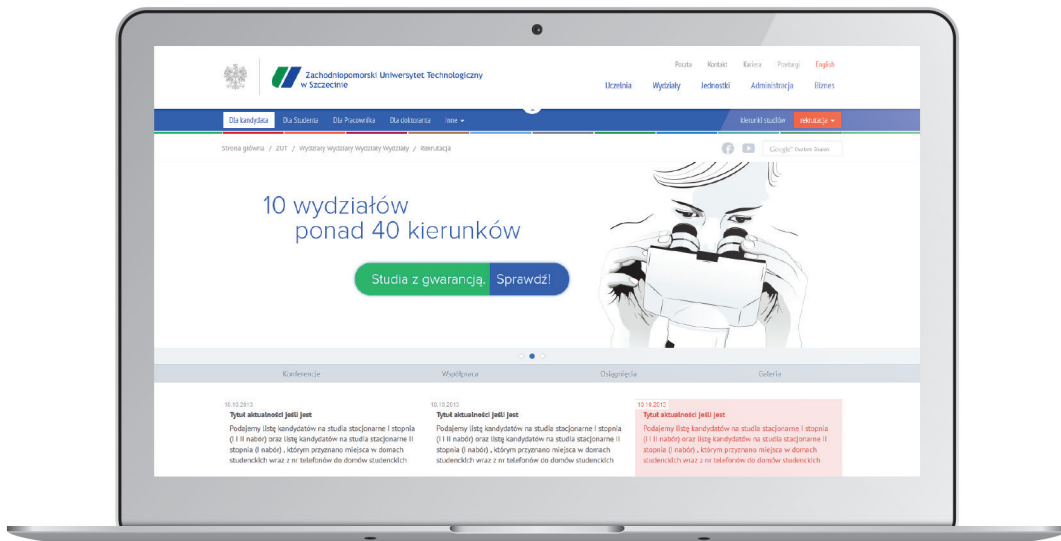 Poczta Kontakt Kariera Przetargi English
Zachodniopomorski Uniwersytet Technologiczny
w Szczecinie
Uczelnia Wydziały Jednostki Administracja Biznes
Dla kandydata Dla Studenta Dla Pracownika Dla doktoranta Inne kierunki studiów rekrutacja
Strona główna / ZUT / Wydziały Wydziały Wydziały Wydziały / Rekrutacja
Google™ Custom Search
10 wydziałów
ponad 40 kierunków
Studia z gwarancją. Sprawdź!
Konferencje Współpraca Osiągnięcia Galeria
10.10.2013
Tytuł aktualności jeśli jest
Podajemy listę kandydatów na studia stacjonarne I stopnia
(I i II nabór) oraz listę kandydatów na studia stacjonarne II
stopnia (I nabór) , którym przyznano miejsca w domach
studenckich wraz z nr telefonów do domów studenckich
10.10.2013
Tytuł aktualności jeśli jest
Podajemy listę kandydatów na studia stacjonarne I stopnia
(I i II nabór) oraz listę kandydatów na studia stacjonarne II
stopnia (I nabór) , którym przyznano miejsca w domach
studenckich wraz z nr telefonów do domów studenckich
10.10.2013
Tytuł aktualności jeśli jest
Podajemy listę kandydatów na studia stacjonarne I stopnia
(I i II nabór) oraz listę kandydatów na studia stacjonarne II
stopnia (I nabór) , którym przyznano miejsca w domach
studenckich wraz z nr telefonów do domów studenckich